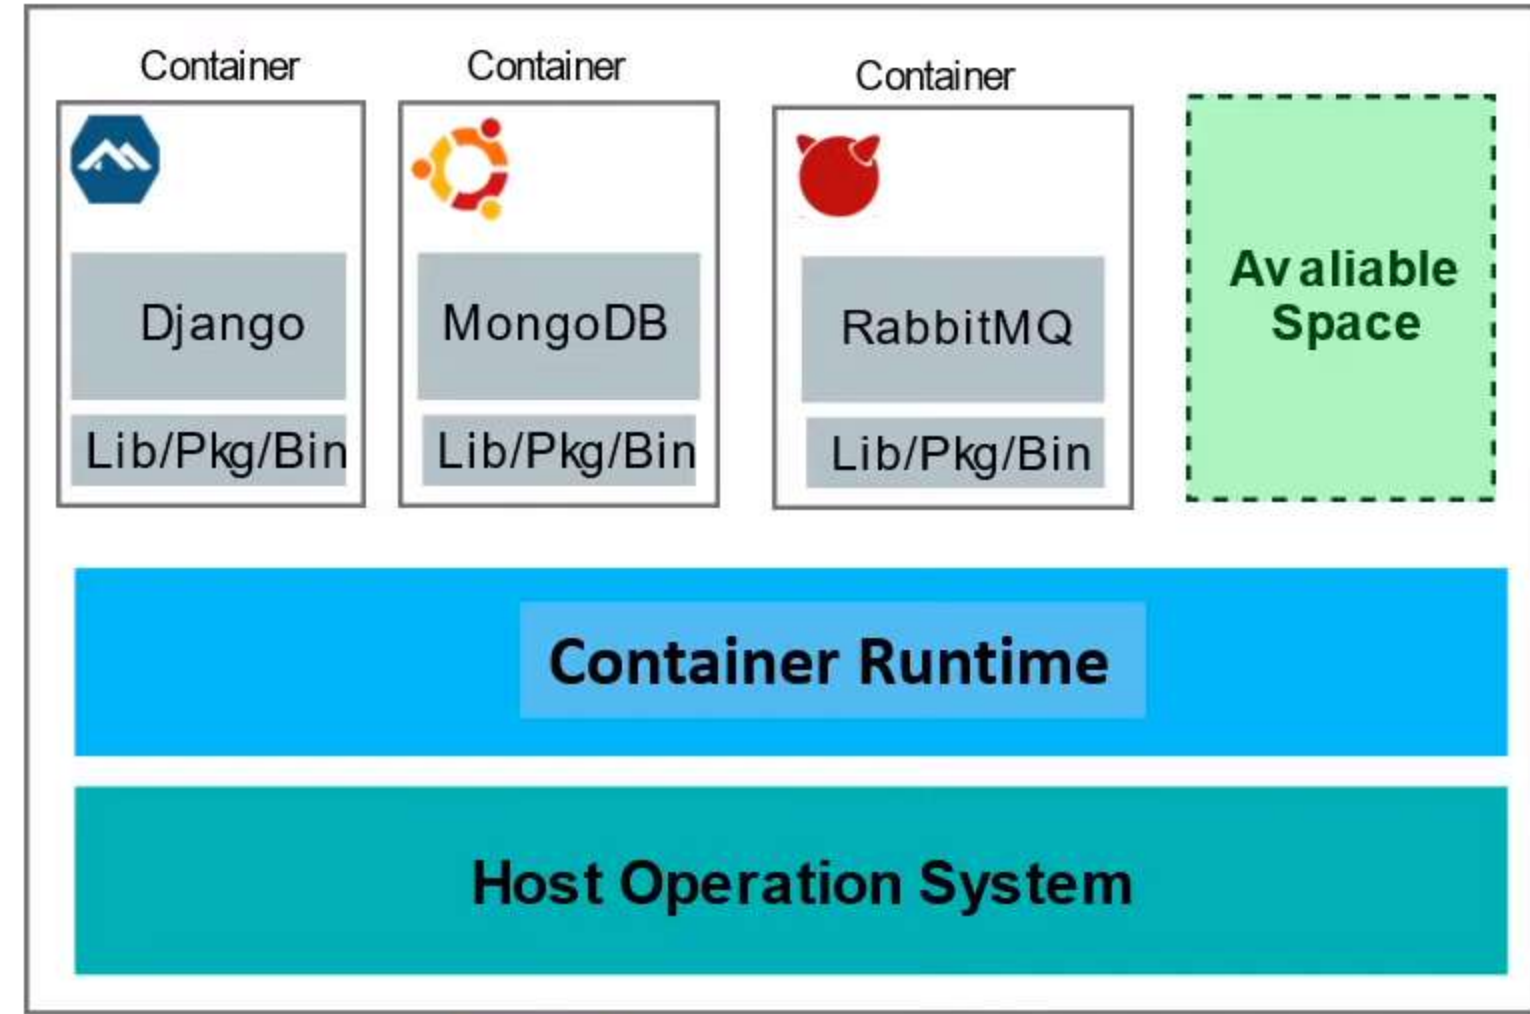 Container
Container
Container
Django
MongoDB
RabbitMQ
Avaliable
Space
Lib/Pkg/Bin
Lib/Pkg/Bin
Lib/Pkg/Bin
Container Runtime
Host Operation System